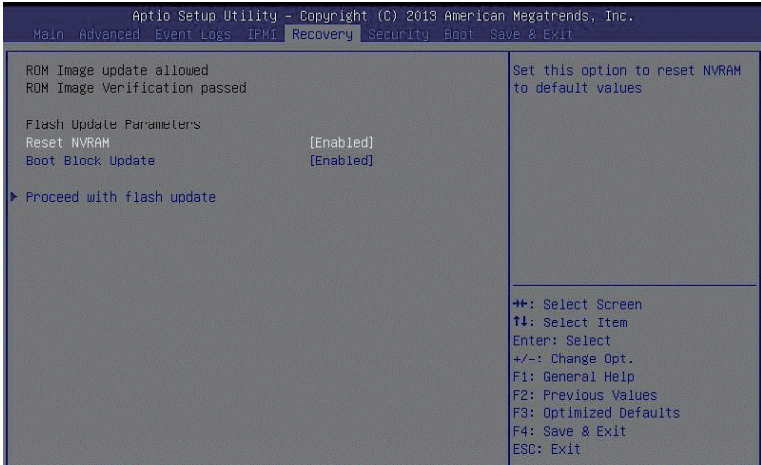 Aptio Setup Utility – Copyright (C) 2013 American Megatrends, Inc.
Main Advanced Event Logs IPMI Recovery Security Boot Save & Exit
ROM Image update allowed
ROM Image Verification passed
Flash Update Parameters
Reset NVRAM [Enabled]
Boot Block Update [Enabled]
Proceed with flash update
Set this option to reset NVRAM
to default values
→←: Select Screen
↑↓: Select Item
Enter: Select
+/-: Change Opt.
F1: General Help
F2: Previous Values
F3: Optimized Defaults
F4: Save & Exit
ESC: Exit